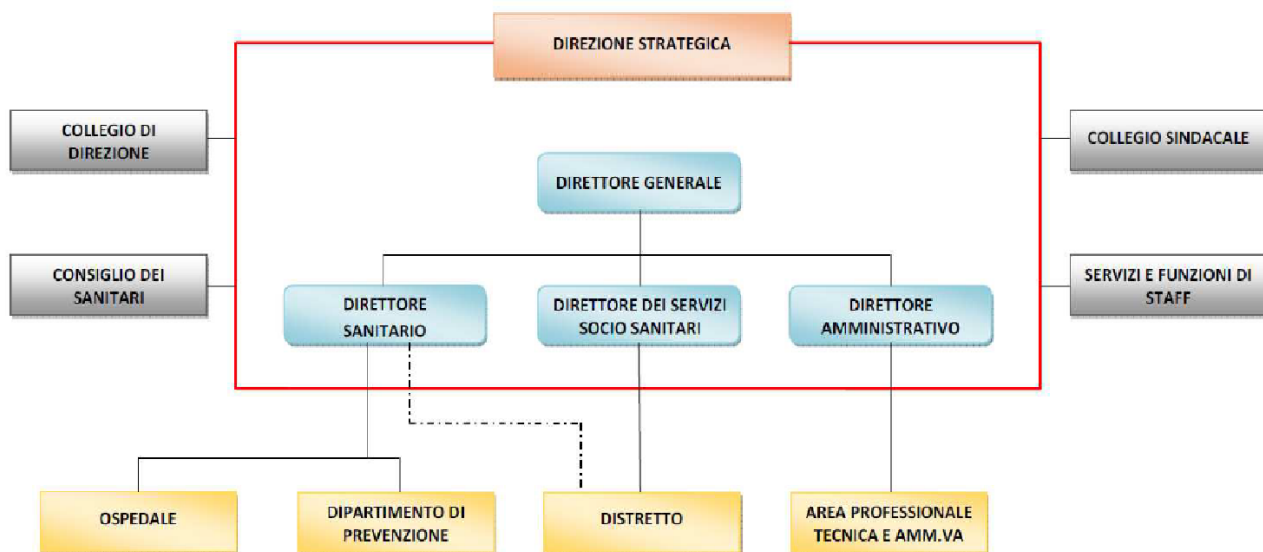 DIREZIONE STRATEGICA
COLLEGIO DI
DIREZIONE
COLLEGIO SINDACALE
DIRETTORE GENERALE
CONSIGLIO DEI
SANITARI
SERVIZI E FUNZIONI DI
STAFF
DIRETTORE
SANITARIO
DIRETTORE DEI SERVIZI
SOCIO SANITARI
DIRETTORE
AMMINISTRATIVO
OSPEDALE
DIPARTIMENTO DI
PREVENZIONE
DISTRETTO
AREA PROFESSIONALE
TECNICA E AMM.VA